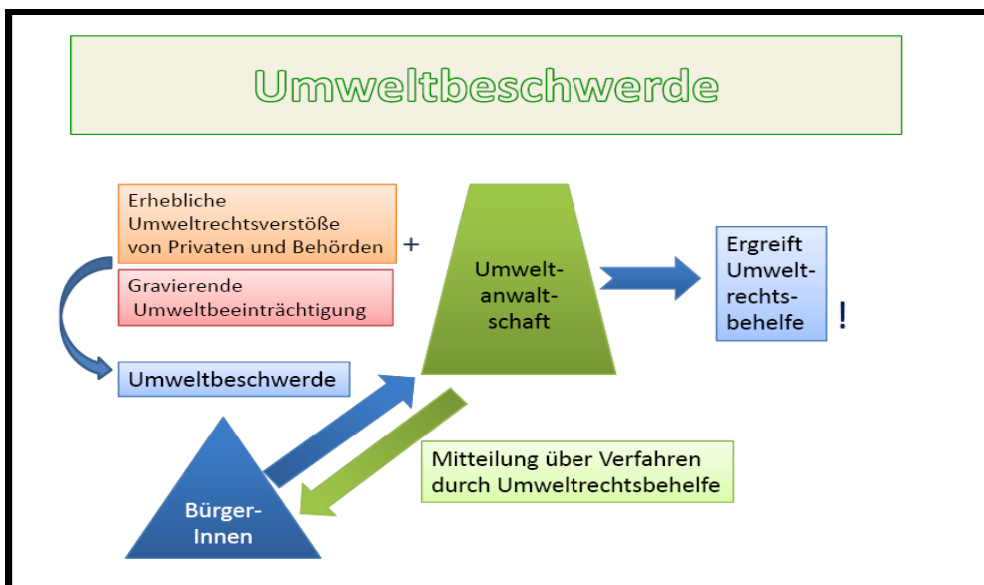 Umweltbeschwerde
Erhebliche
Umweltrechtsverstöße
von Privaten und Behörden
+
Gravierende
Umweltbeeinträchtigung
Umweltbeschwerde
Umwelt-
anwalt-
schaft
Ergreift
Umwelt-
rechts-
behelfe
!
Mitteilung über Verfahren
durch Umweltrechtsbehelfe
Bürger-
Innen